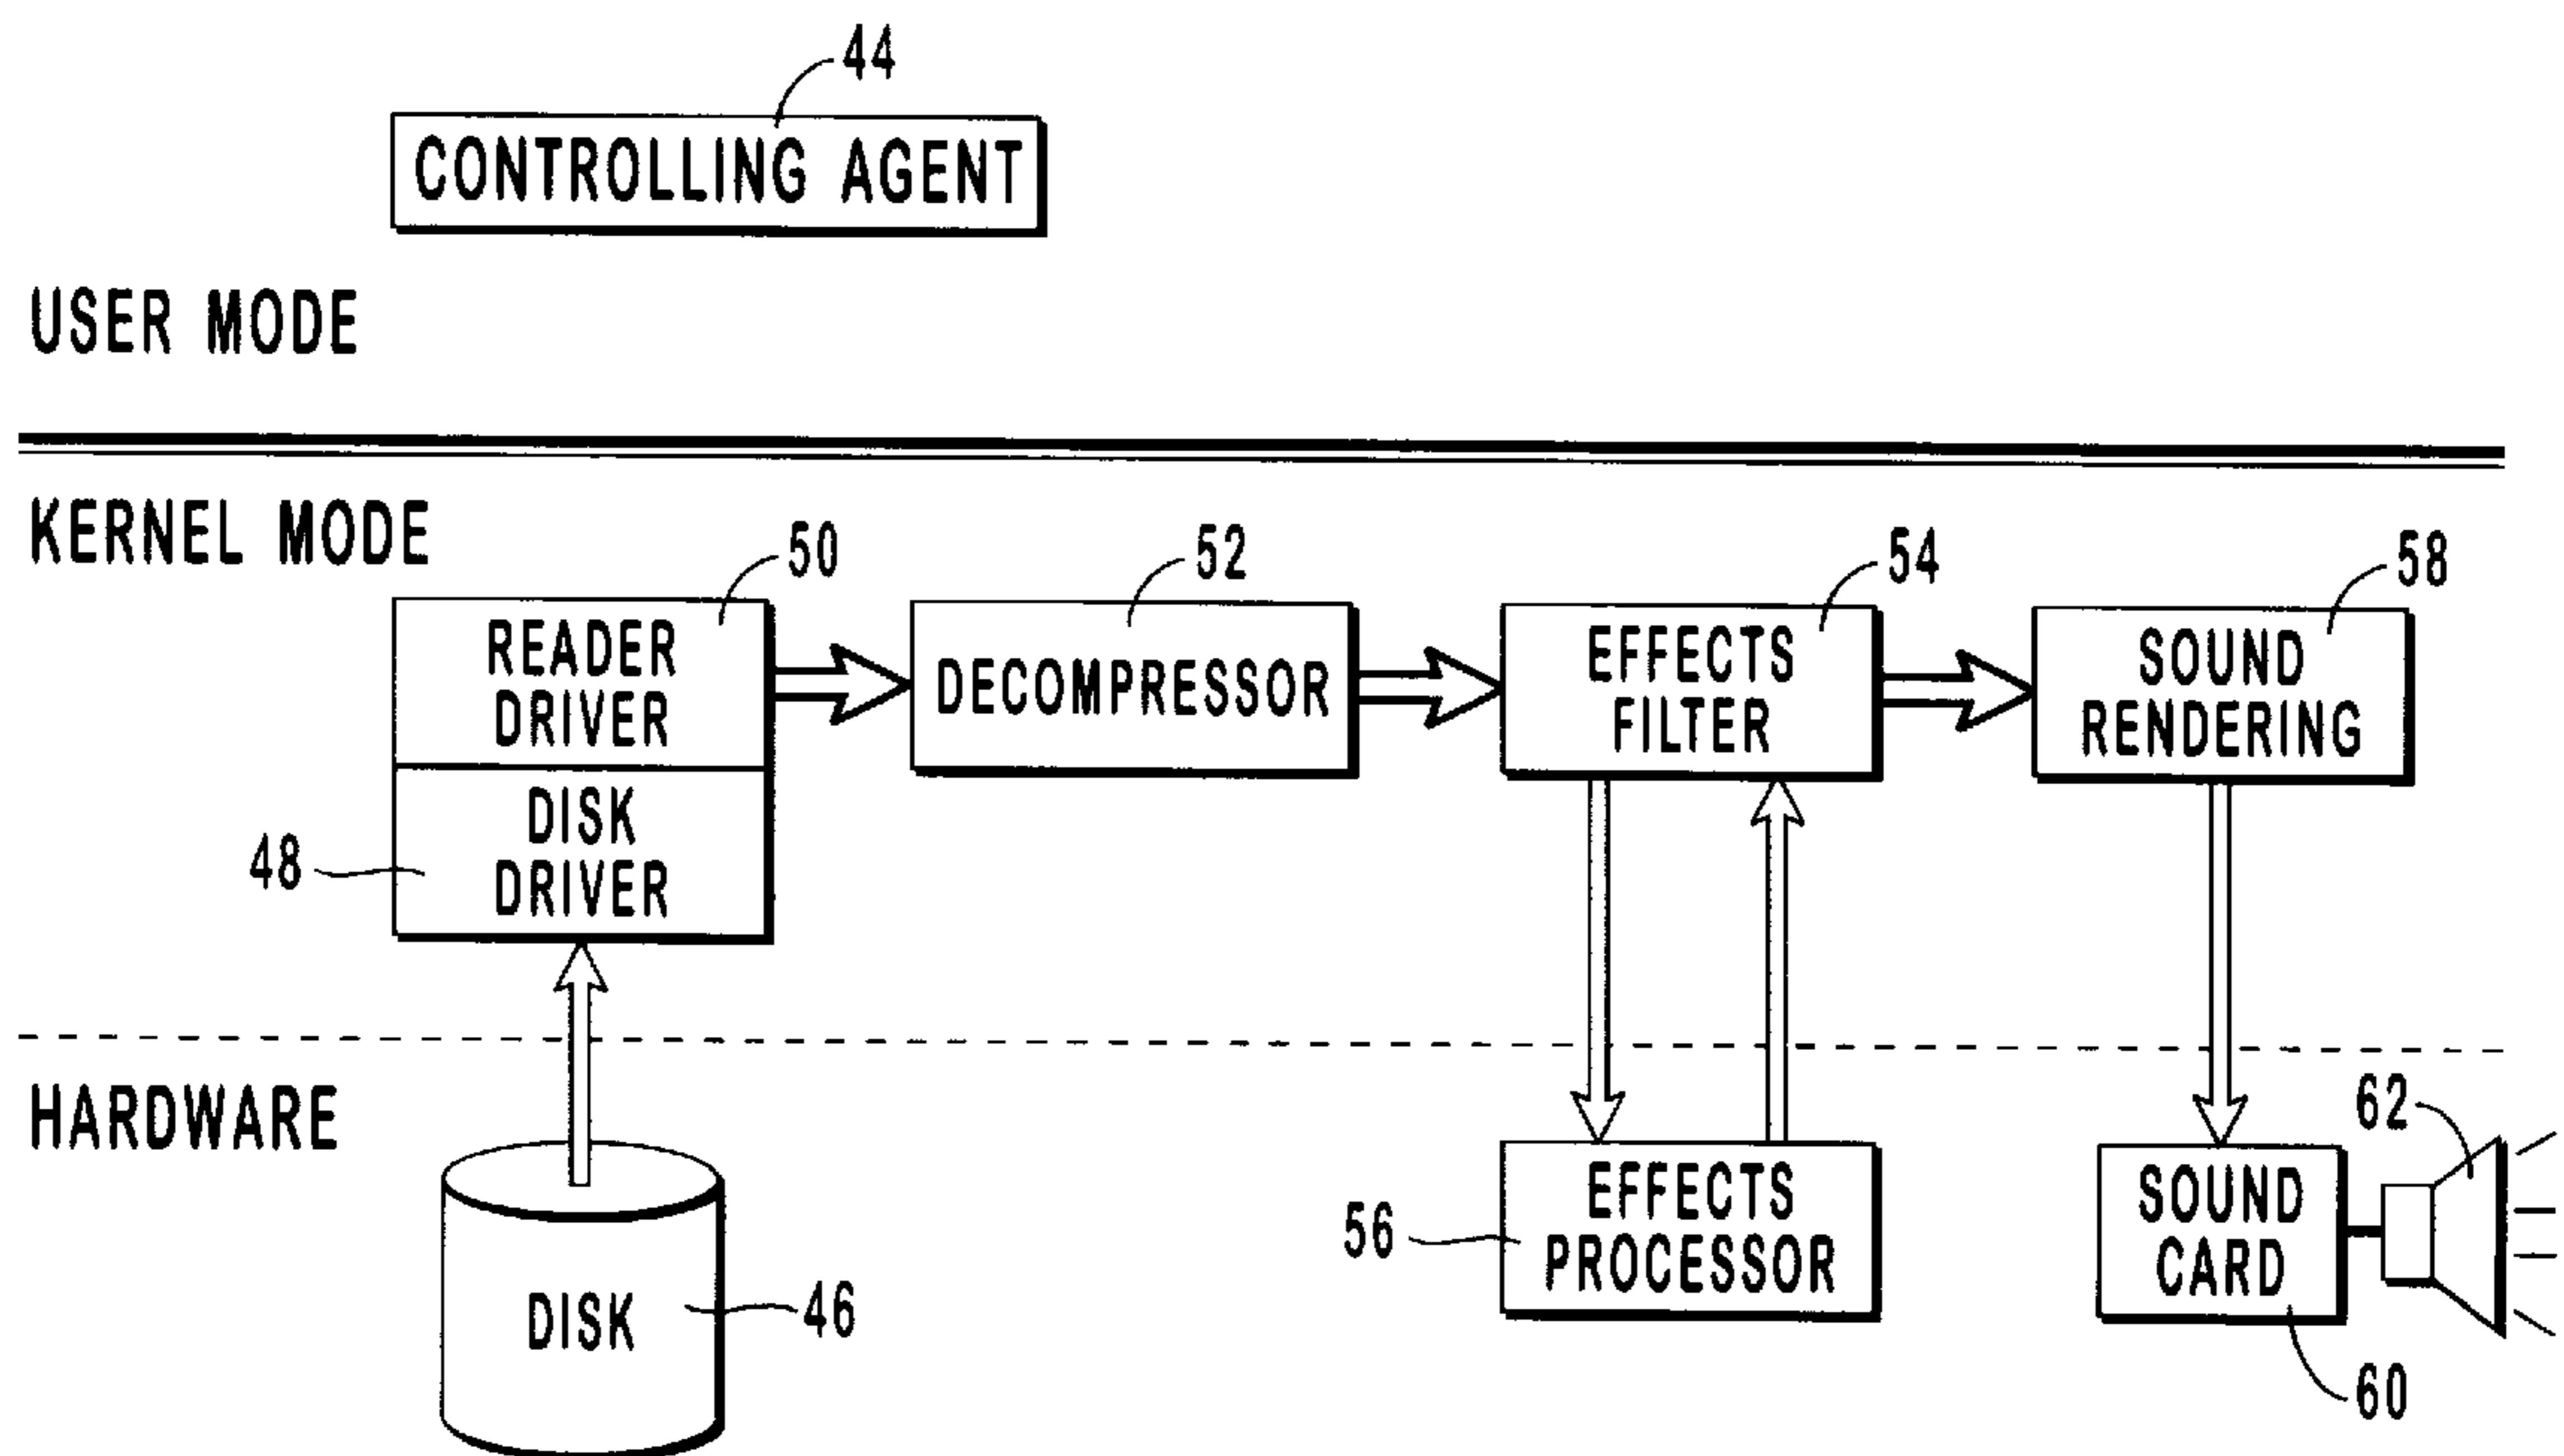 44
CONTROLLING AGENT
USER MODE
KERNEL MODE
50
52
54
58
READER
DRIVER
DECOMPRESSOR
EFFECTS
FILTER
SOUND
RENDERING
48
DISK
DRIVER
HARDWARE
62
56
EFFECTS
PROCESSOR
SOUND
CARD
DISK
46
60